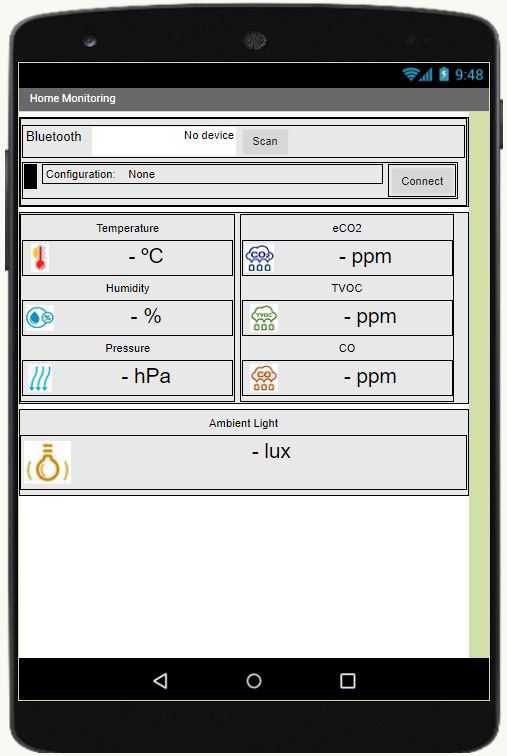 9:48
Home Monitoring
Bluetooth No device Scan
Configuration: None Connect
Temperature eCO2
- ºC CO₂ - ppm
Humidity TVOC
% - % TVOC - ppm
Pressure CO
- hPa CO - ppm
Ambient Light
- lux